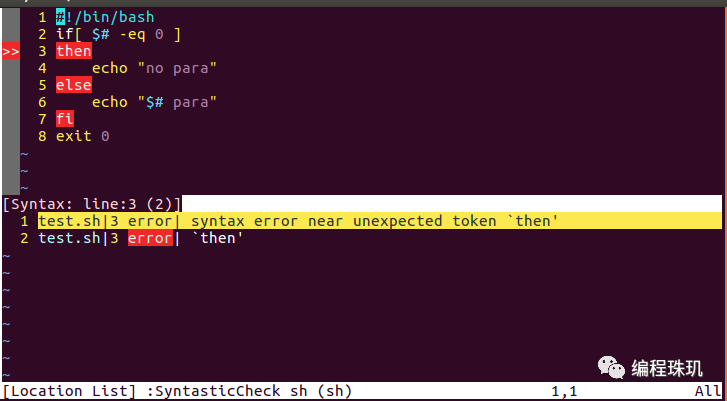 1 #!/bin/bash
2 if[ $# -eq 0 ]
>> 3 then
4     echo "no para"
5 else
6     echo "$# para"
7 fi
8 exit 0
~
~
~
[Syntax: line:3 (2)]
1 test.sh|3 error| syntax error near unexpected token `then'
2 test.sh|3 error| `then'
~
~
~
~
~
~
~
~
编程珠玑
[Location List] :SyntasticCheck sh (sh) 1,1 All